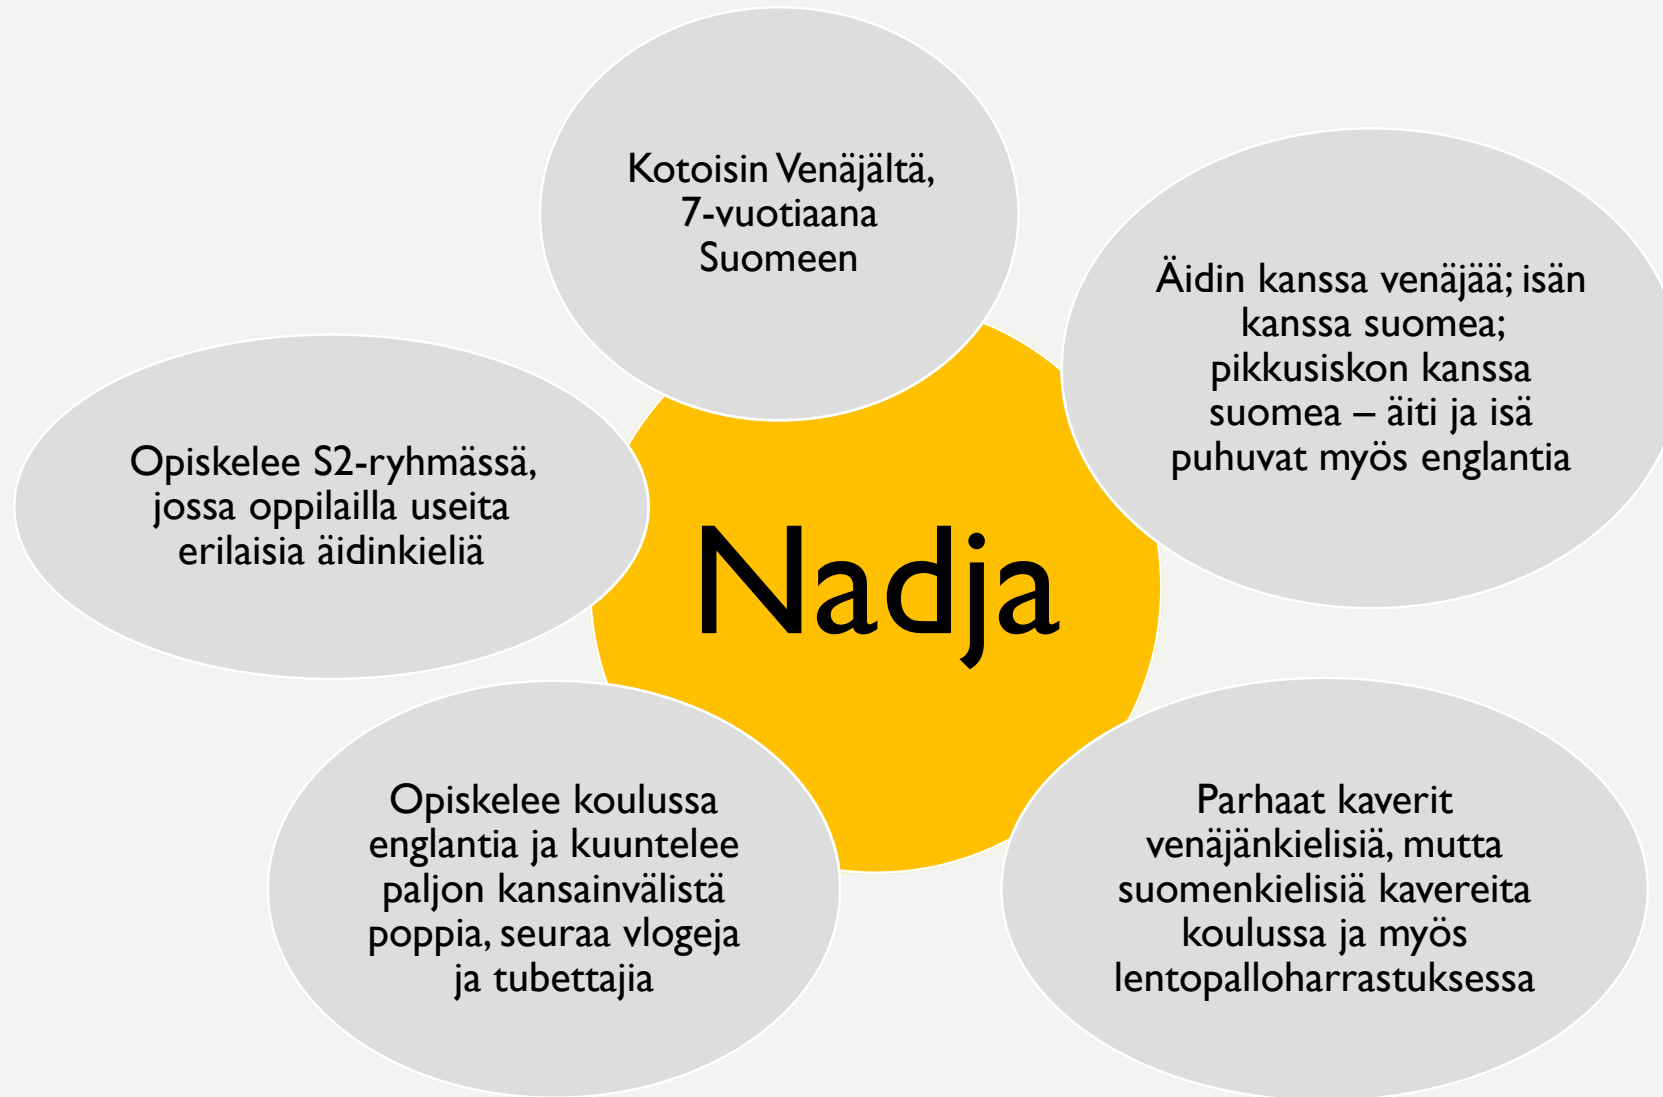 Kotoisin Venäjältä,
7-vuotiaana
Suomeen
Äidin kanssa venäjää; isän
kanssa suomea;
pikkusiskon kanssa
suomea – äiti ja isä
puhuvat myös englantia
Opiskelee S2-ryhmässä,
jossa oppilailla useita
erilaisia äidinkieliä
Nadja
Opiskelee koulussa
englantia ja kuuntelee
paljon kansainvälistä
poppia, seuraa vlogeja
ja tubettajia
Parhaat kaverit
venäjänkielisiä, mutta
suomenkielisiä kavereita
koulussa ja myös
lentopalloharrastuksessa